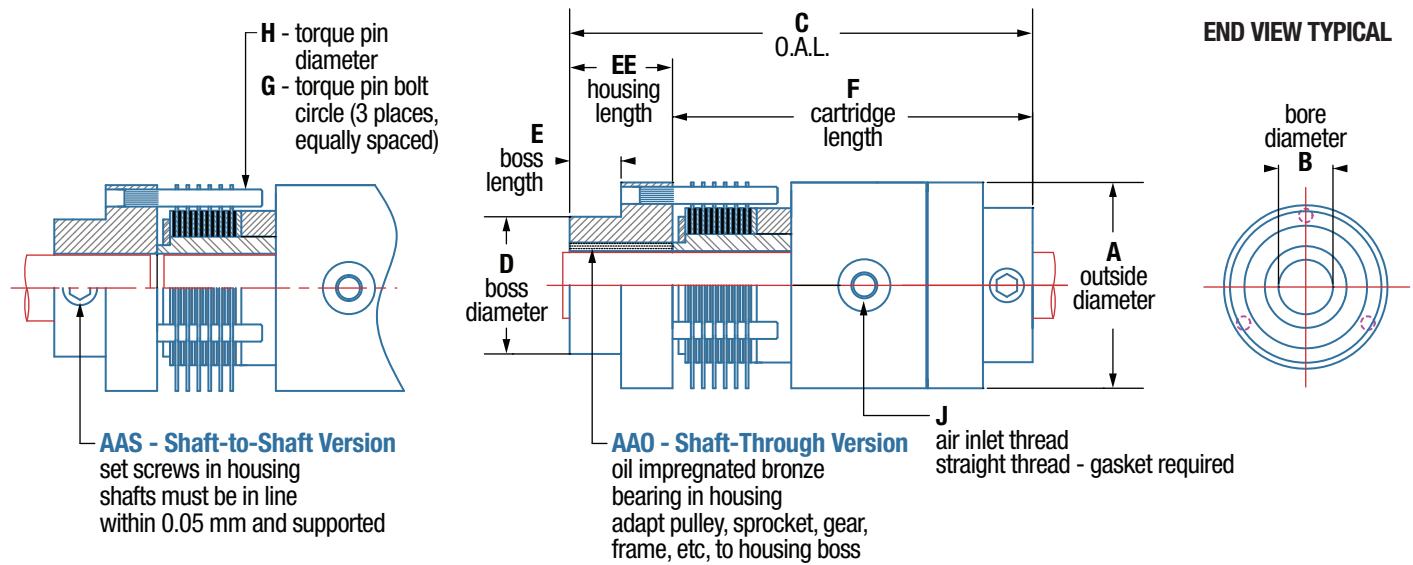 H - torque pin
diameter
G - torque pin bolt
circle (3 places,
equally spaced)
AAS - Shaft-to-Shaft Version
set screws in housing
shafts must be in line
within 0.05 mm and supported
C
O.A.L.
EE
housing
length
F
cartridge
length
E
boss
length
D
boss
diameter
A
outside
diameter
AAO - Shaft-Through Version
oil impregnated bronze
bearing in housing
adapt pulley, sprocket, gear,
frame, etc, to housing boss
J
air inlet thread
straight thread - gasket required
END VIEW TYPICAL
bore
diameter
B